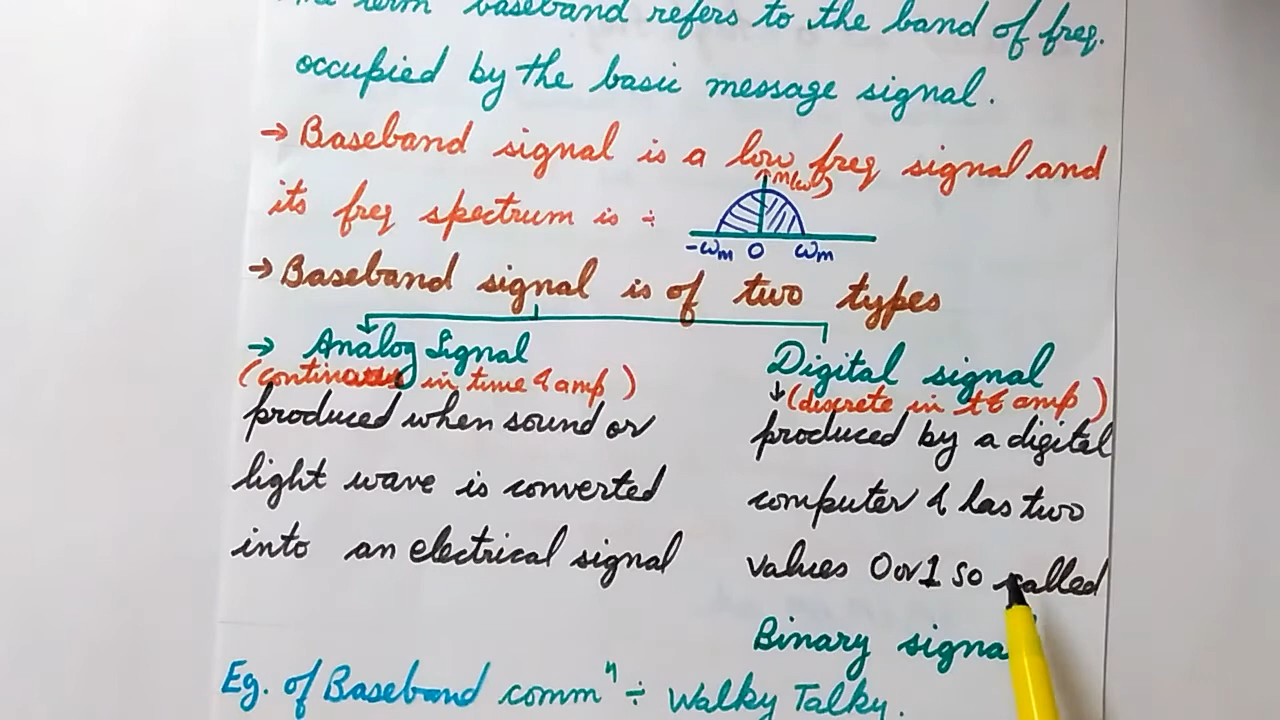 The term baseband refers to the band of freq.
occupied by the basic message signal.
→ Baseband signal is a low freq signal and
its freq spectrum is ÷
M(ω)
-ωm 0 ωm
→ Baseband signal is of two types
→ Analog Signal
(continuous in time & amp)
produced when sound or
light wave is converted
into an electrical signal
Digital signal
↓ (discrete in t & amp)
produced by a digital
computer & has two
values 0 or 1 so called
Binary signal
Eg. of Baseband commⁿ ÷ Walky Talky.